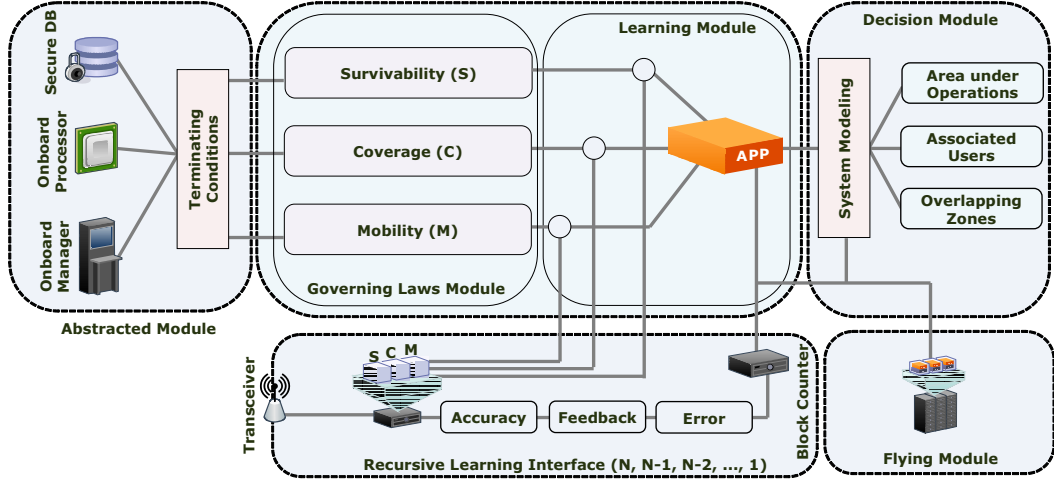 Secure DB
Onboard
Processor
Onboard
Manager
Terminating
Conditions
Abstracted Module
Survivability (S)
Coverage (C)
Mobility (M)
Governing Laws Module
Learning Module
APP
Decision Module
System Modeling
Area under
Operations
Associated
Users
Overlapping
Zones
Transceiver
S C M
Accuracy
Feedback
Error
Block Counter
Recursive Learning Interface (N, N-1, N-2, ..., 1)
Flying Module